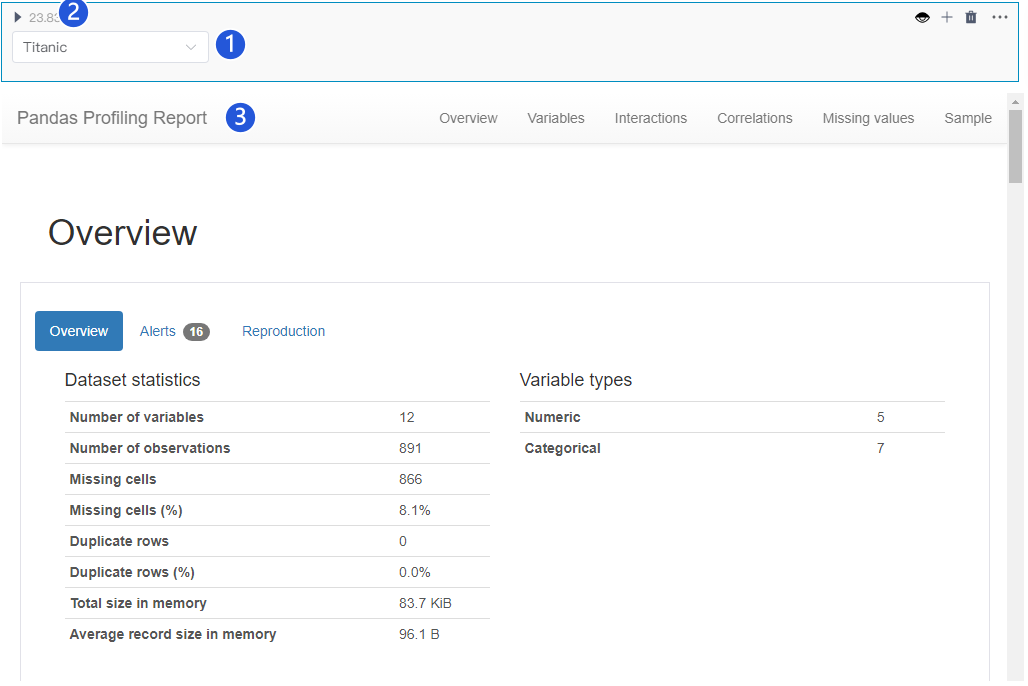 23.83 2
Titanic 1
Pandas Profiling Report 3 Overview Variables Interactions Correlations Missing values Sample
Overview
Overview Alerts 16 Reproduction
Dataset statistics
Number of variables 12
Number of observations 891
Missing cells 866
Missing cells (%) 8.1%
Duplicate rows 0
Duplicate rows (%) 0.0%
Total size in memory 83.7 KiB
Average record size in memory 96.1 B
Variable types
Numeric 5
Categorical 7